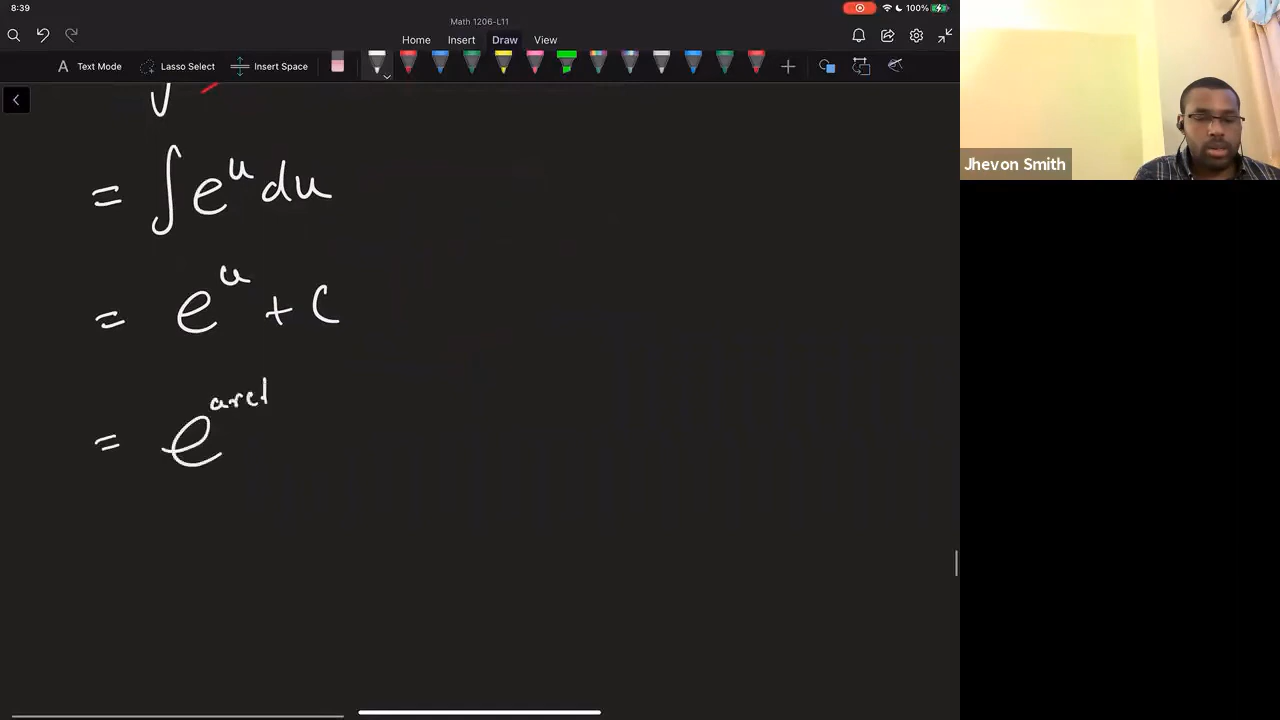 8:39
100%
Math 1206-L11
Home Insert Draw View
Text Mode Lasso Select Insert Space
Jhevon Smith
= ∫ e^u du
= e^u + C
= e^arct